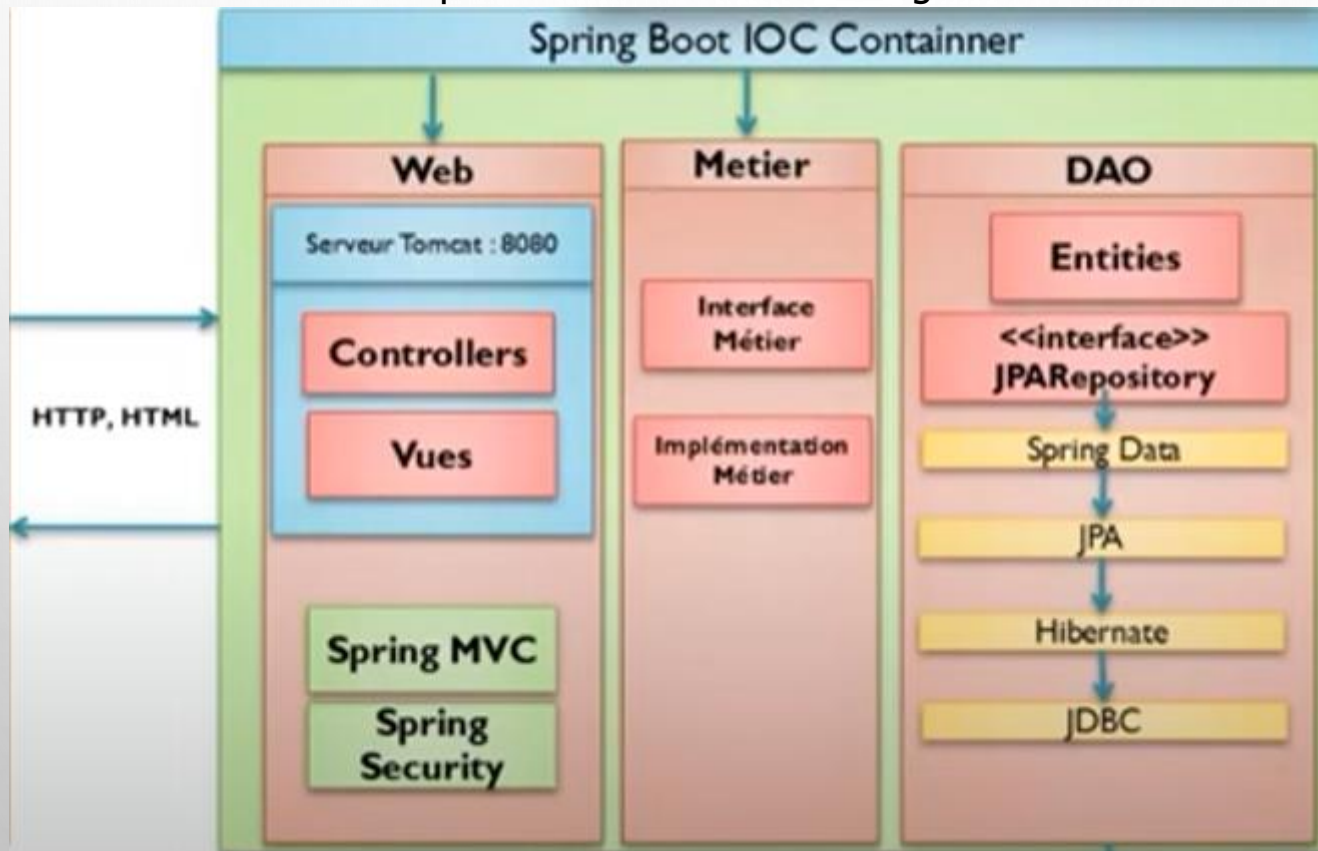 Spring Boot IOC Containner
Web
Serveur Tomcat : 8080
Controllers
Vues
Spring MVC
Spring
Security
Metier
Interface
Métier
Implémentation
Métier
DAO
Entities
<<interface>>
JPARepository
Spring Data
JPA
Hibernate
JDBC
HTTP, HTML